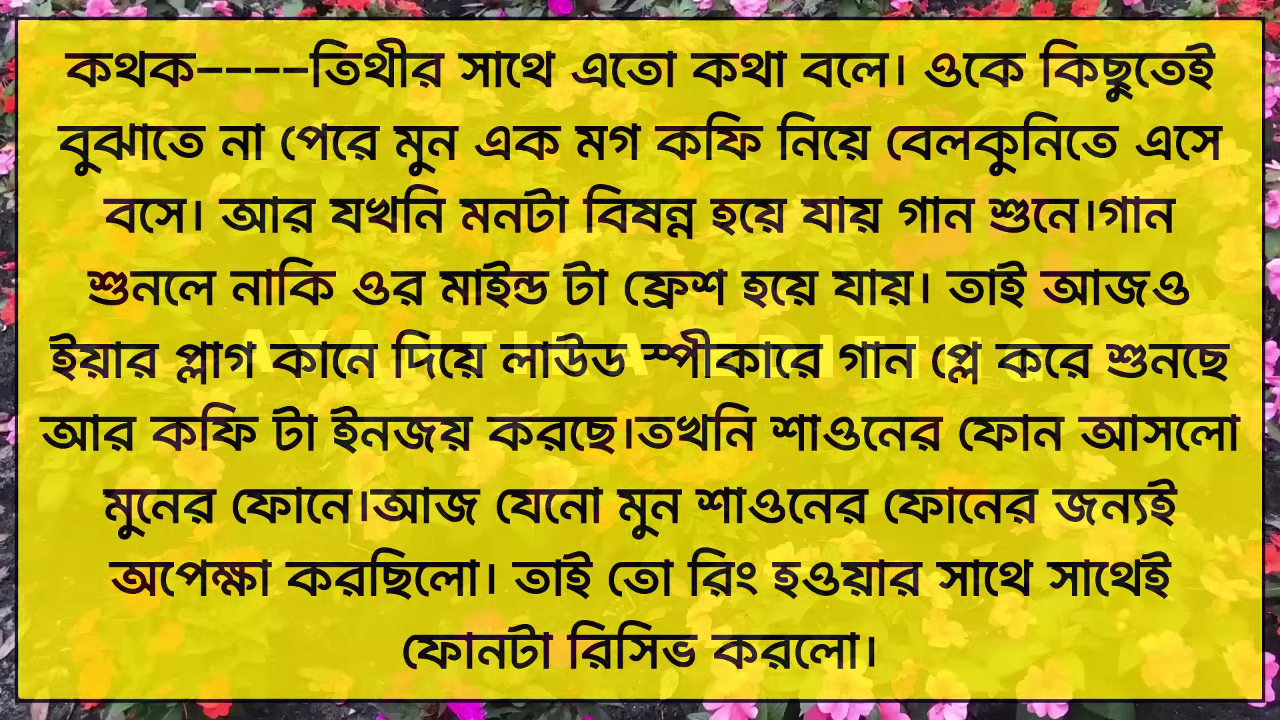 কথক----তিথীর সাথে এতো কথা বলে। ওকে কিছুতেই
বুঝাতে না পেরে মুন এক মগ কফি নিয়ে বেলকুনিতে এসে
বসে। আর যখনি মনটা বিষন্ন হয়ে যায় গান শুনে।গান
শুনলে নাকি ওর মাইন্ড টা ফ্রেশ হয়ে যায়। তাই আজও
ইয়ার প্লাগ কানে দিয়ে লাউড স্পীকারে গান প্লে করে শুনছে
আর কফি টা ইনজয় করছে।তখনি শাওনের ফোন আসলো
মুনের ফোনে।আজ যেনো মুন শাওনের ফোনের জন্যই
অপেক্ষা করছিলো। তাই তো রিং হওয়ার সাথে সাথেই
ফোনটা রিসিভ করলো।